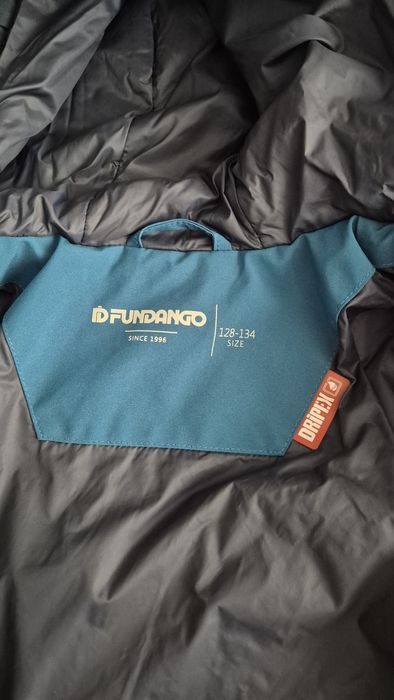 FUNDANGO
SINCE 1996
128-134
SIZE
DRIPEX